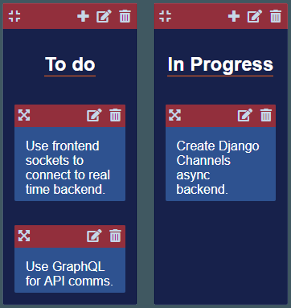 To do
Use frontend
sockets to
connect to real
time backend.
Use GraphQL
for API comms.
In Progress
Create Django
Channels
async
backend.